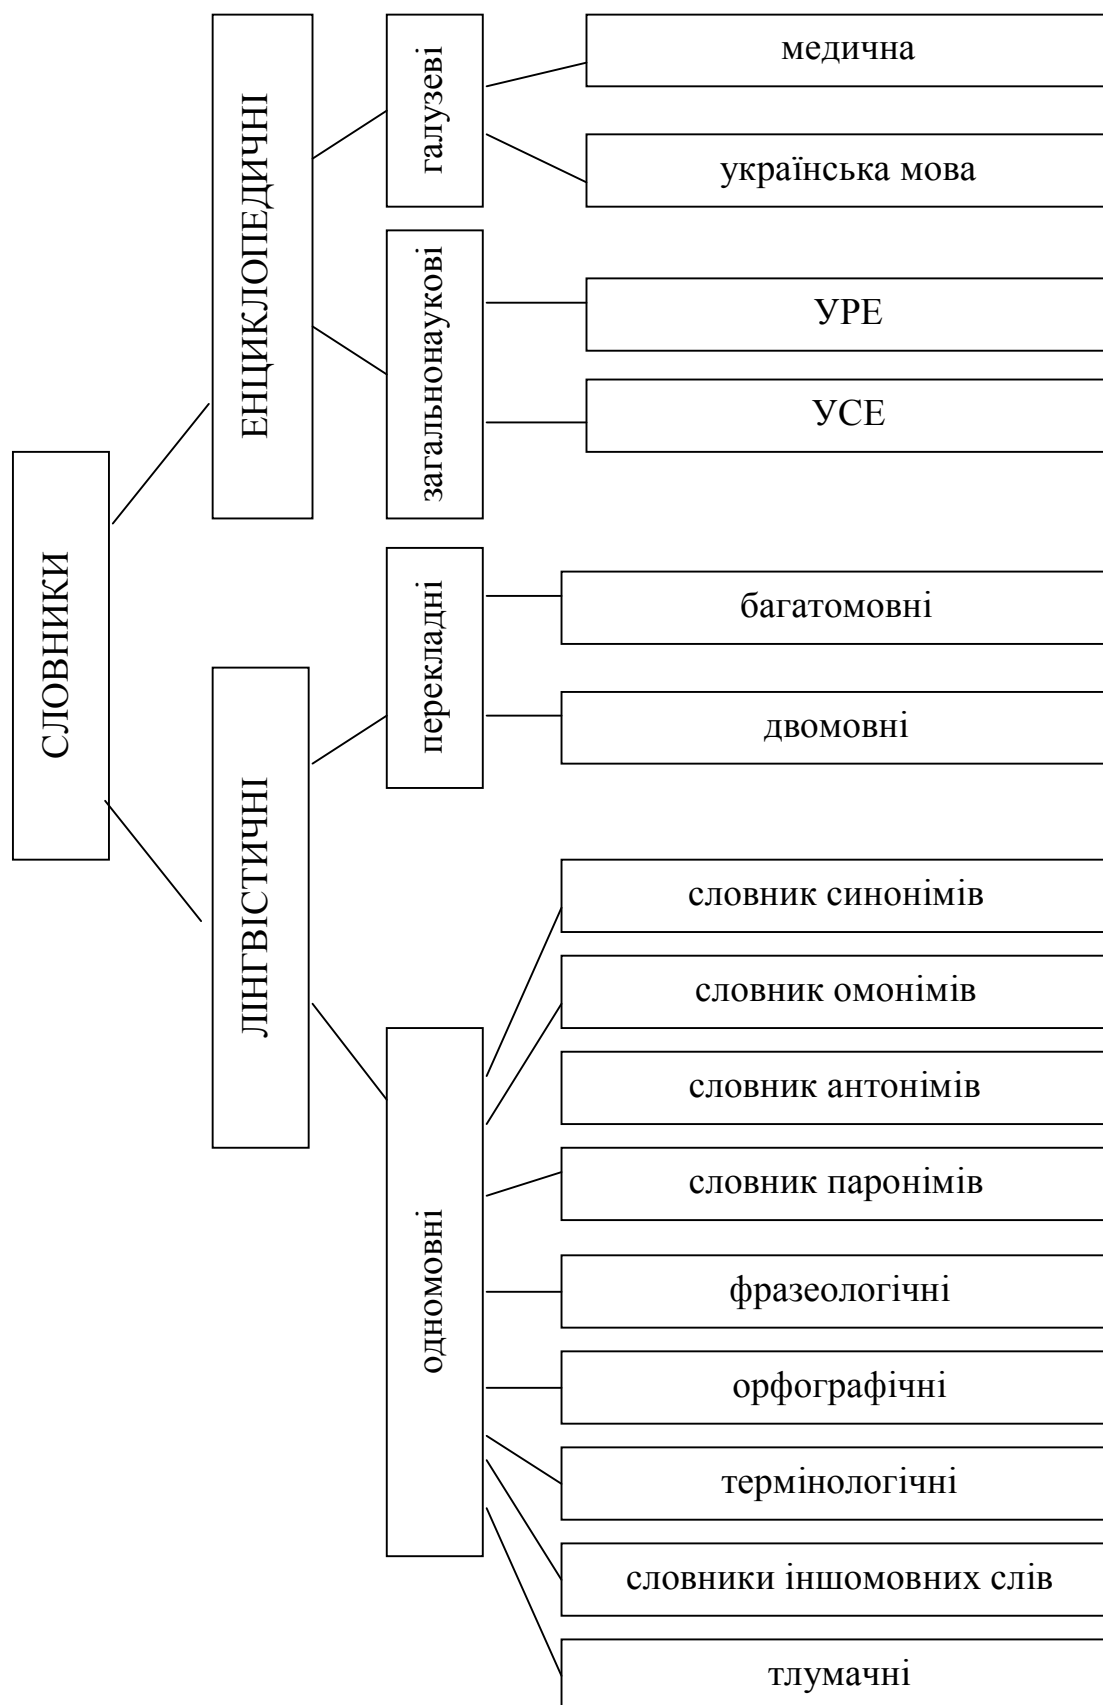 СЛОВНИКИ
ЕНЦИКЛОПЕДИЧНІ
галузеві
медична
українська мова
загальнонаукові
УРЕ
УСЕ
ЛІНГВІСТИЧНІ
перекладні
багатомовні
двомовні
одномовні
словник синонімів
словник омонімів
словник антонімів
словник паронімів
фразеологічні
орфографічні
термінологічні
словники іншомовних слів
тлумачні